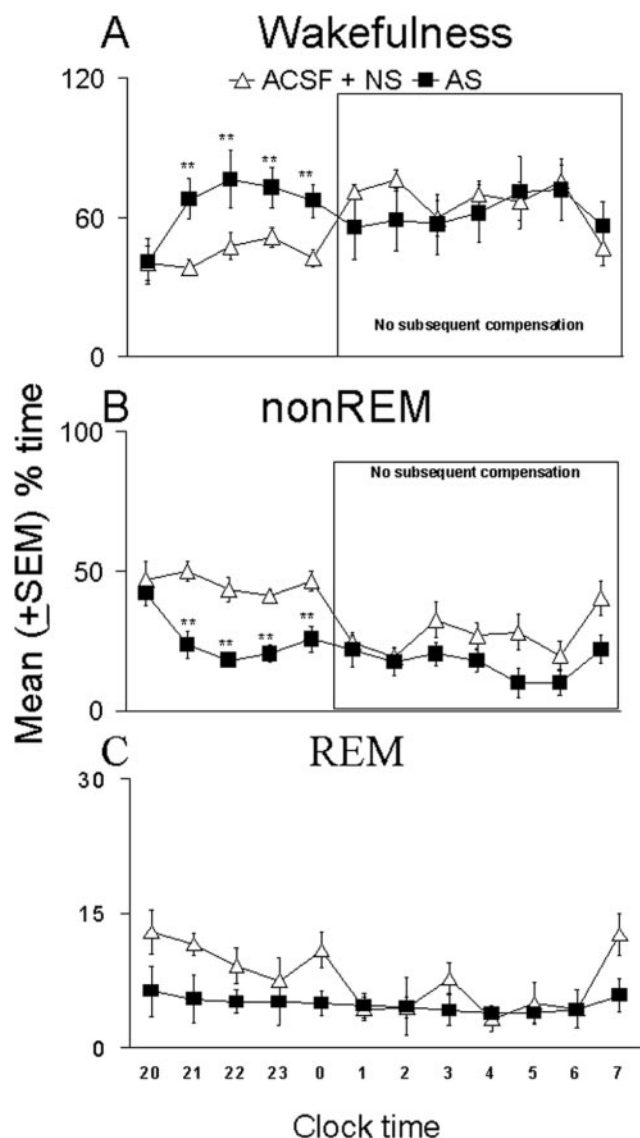 A Wakefulness
120
△ ACSF + NS ■ AS
** ** ** **
60
No subsequent compensation
0
B nonREM
100
No subsequent compensation
50
** ** ** **
0
C REM
30
15
0
20 21 22 23 0 1 2 3 4 5 6 7
Clock time
Mean (+SEM) % time